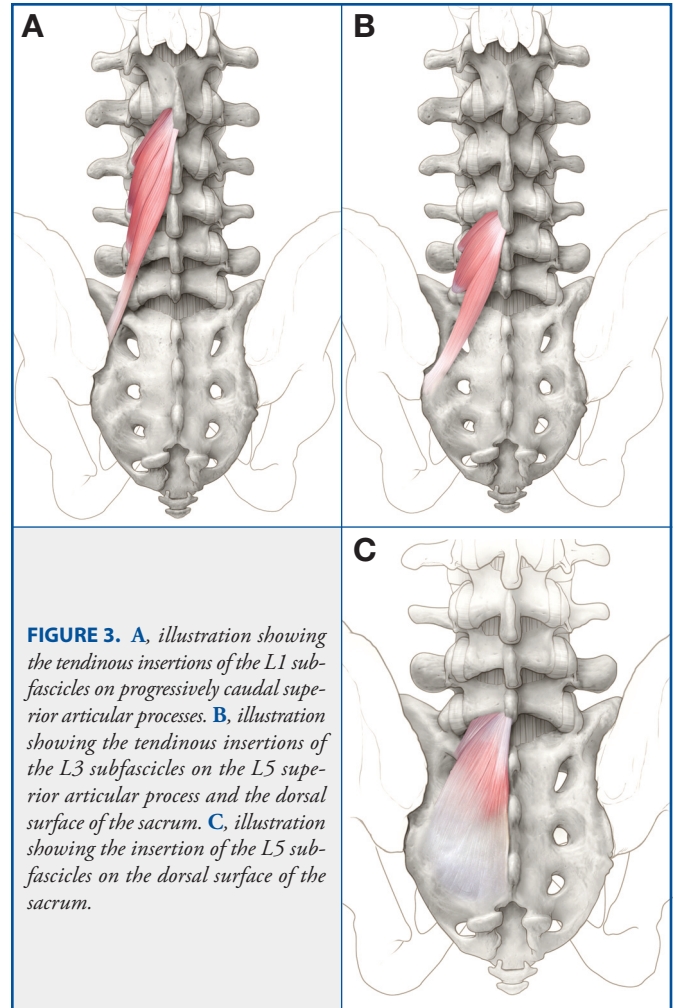 A
B
C
FIGURE 3. A, illustration showing
the tendinous insertions of the L1 sub-
fascicles on progressively caudal supe-
rior articular processes. B, illustration
showing the tendinous insertions of
the L3 subfascicles on the L5 supe-
rior articular process and the dorsal
surface of the sacrum. C, illustration
showing the insertion of the L5 sub-
fascicles on the dorsal surface of the
sacrum.